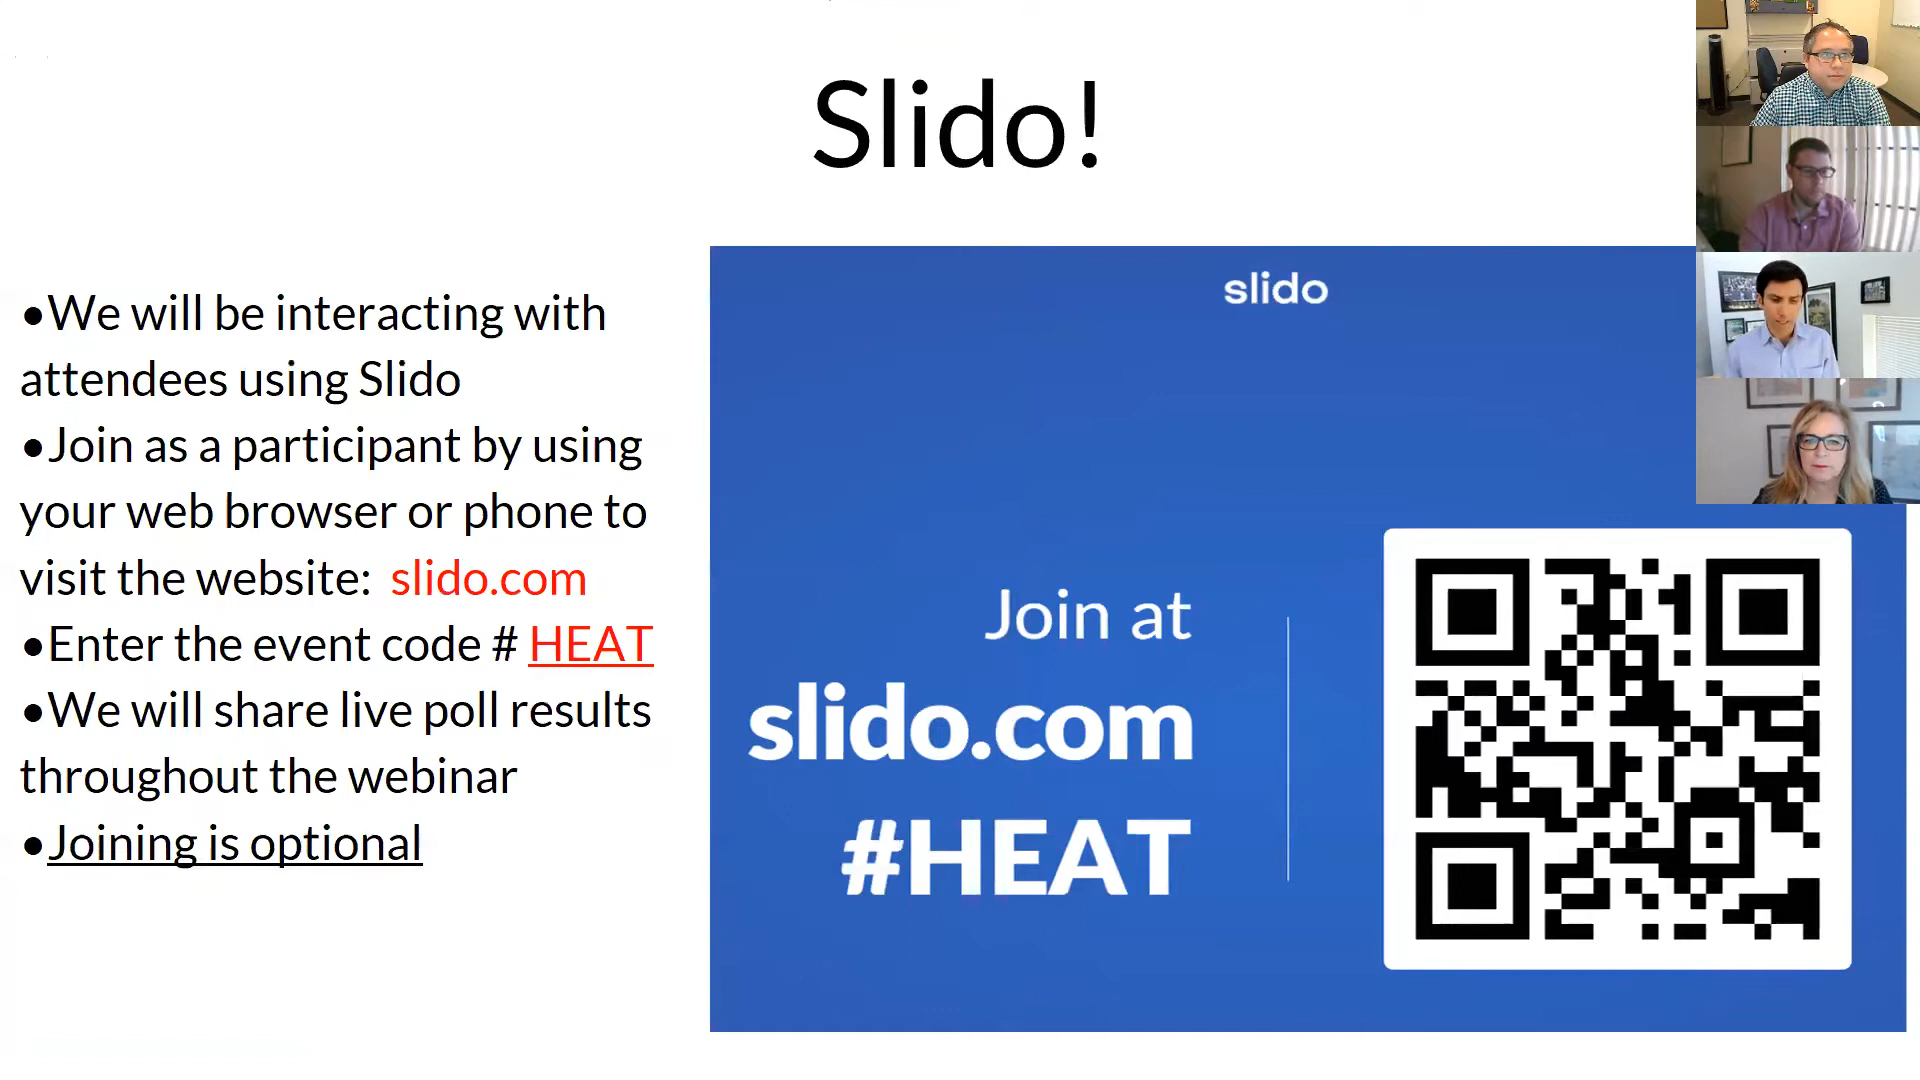 Slido!
•We will be interacting with
attendees using Slido
•Join as a participant by using
your web browser or phone to
visit the website: slido.com
•Enter the event code # HEAT
•We will share live poll results
throughout the webinar
•Joining is optional
slido
Join at
slido.com
#HEAT